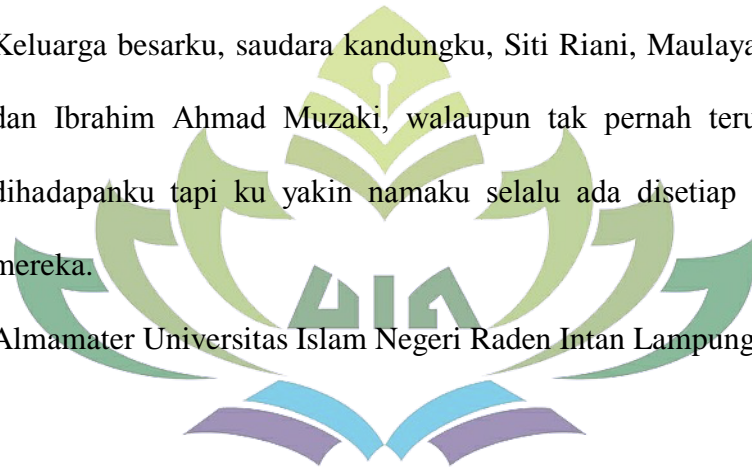 Keluarga besarku, saudara kandungku, Siti Riani, Maulaya
dan Ibrahim Ahmad Muzaki, walaupun tak pernah teru
dihadapanku tapi ku yakin namaku selalu ada disetiap
mereka.
UIN
Almamater Universitas Islam Negeri Raden Intan Lampung